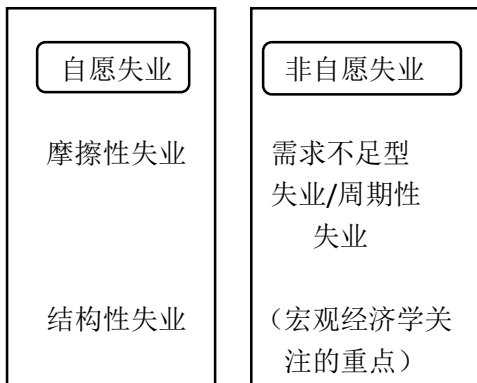 自愿失业
摩擦性失业
结构性失业
非自愿失业
需求不足型
失业/周期性
失业
（宏观经济学关
注的重点）